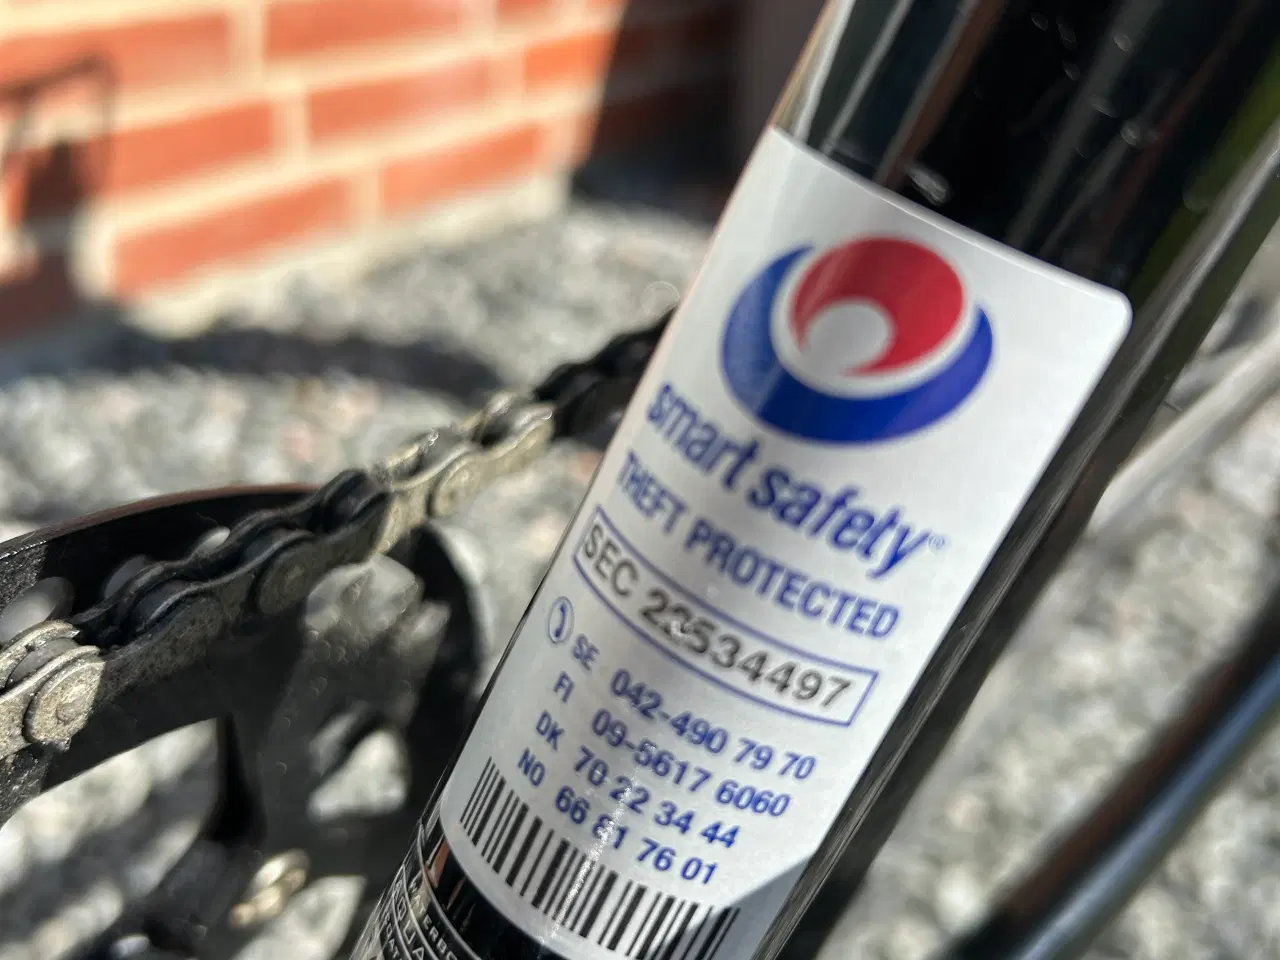 smart safety®
THEFT PROTECTED
SEC 22534497
SE 042-490 79 70
FI 09-5617 6060
DK 70 22 34 44
NO 66 81 76 01